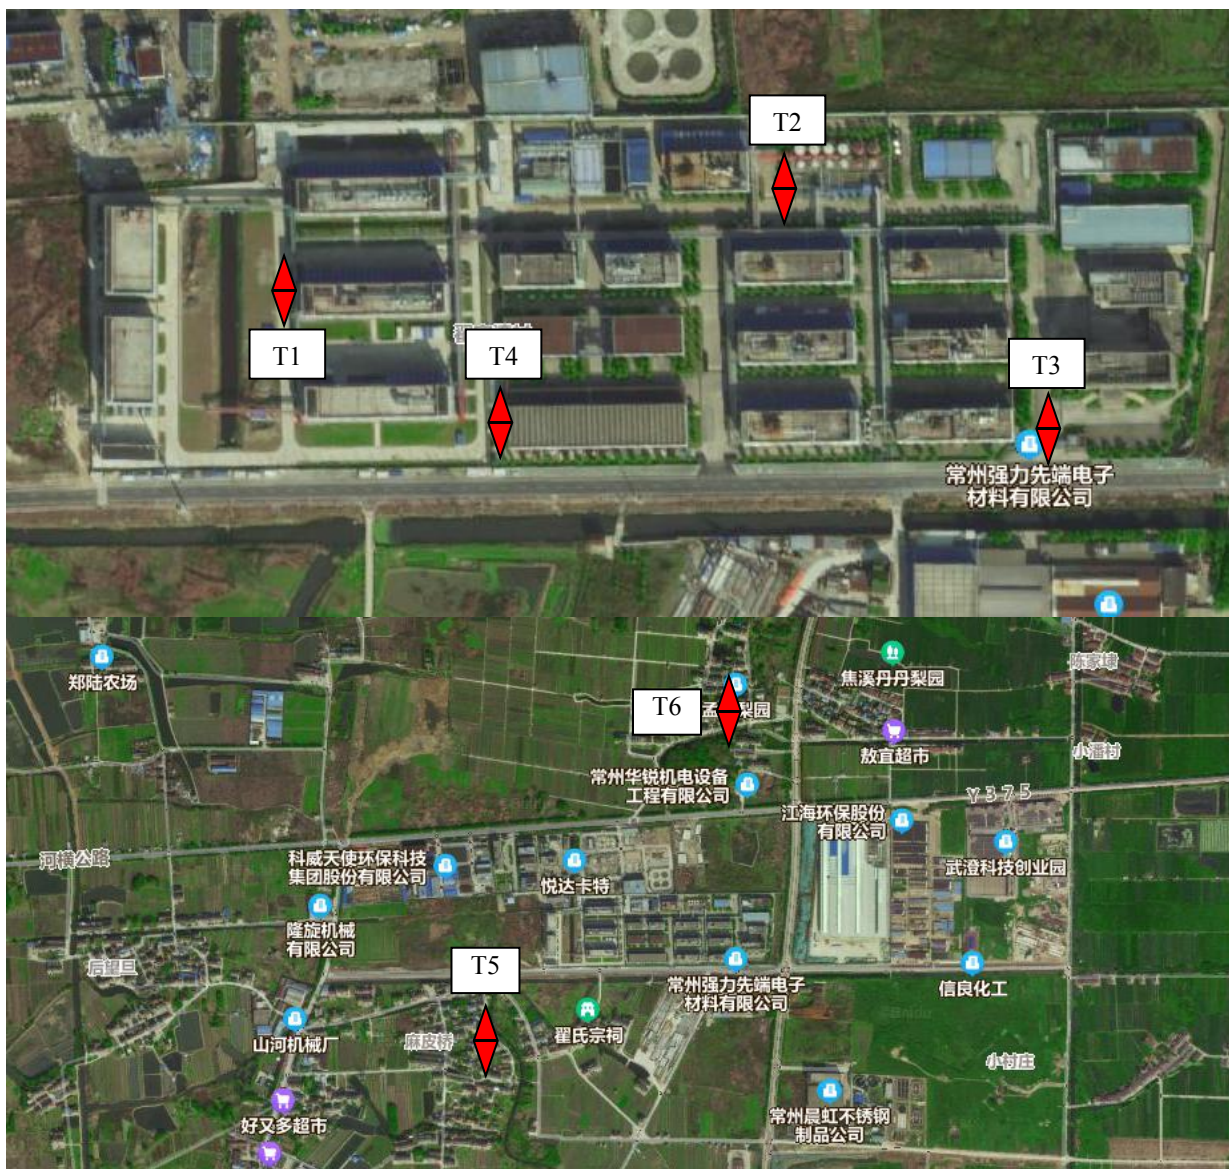 T2
T1
T4
T3
常州强力先端电子
材料有限公司
郑陆农场
陈家埭
焦溪丹丹梨园
T6
孟
梨园
敖宜超市
小潘村
常州华锐机电设备
工程有限公司
Y375
江海环保股份
有限公司
河横公路
科威天使环保科技
集团股份有限公司
悦达卡特
武澄科技创业园
隆旋机械
有限公司
后望旦
T5
常州强力先端电子
材料有限公司
信良化工
山河机械厂
麻皮桥
翟氏宗祠
小村庄
好又多超市
常州晨虹不锈钢
制品公司